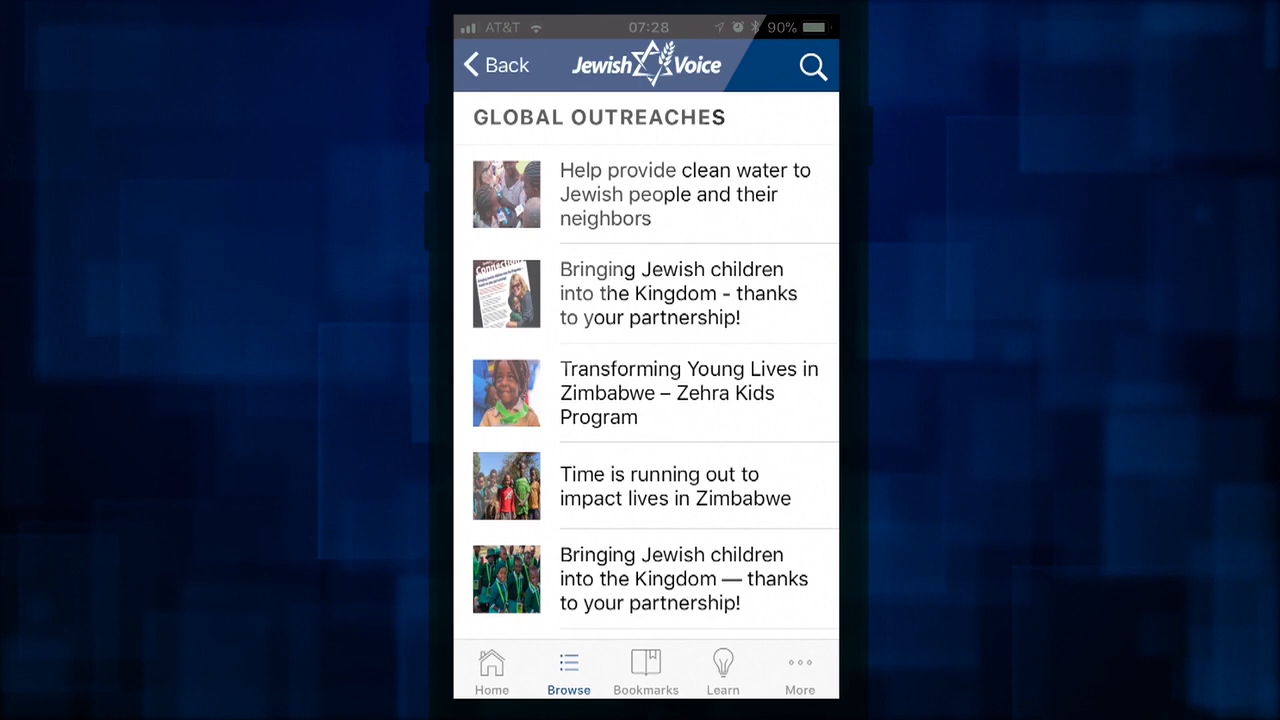 AT&T
07:28
90%
Back
Jewish Voice
GLOBAL OUTREACHES
Help provide clean water to
Jewish people and their
neighbors
Connections
Bringing Jewish children
into the Kingdom - thanks
to your partnership!
Transforming Young Lives in
Zimbabwe – Zehra Kids
Program
Time is running out to
impact lives in Zimbabwe
Bringing Jewish children
into the Kingdom — thanks
to your partnership!
Home
Browse
Bookmarks
Learn
More